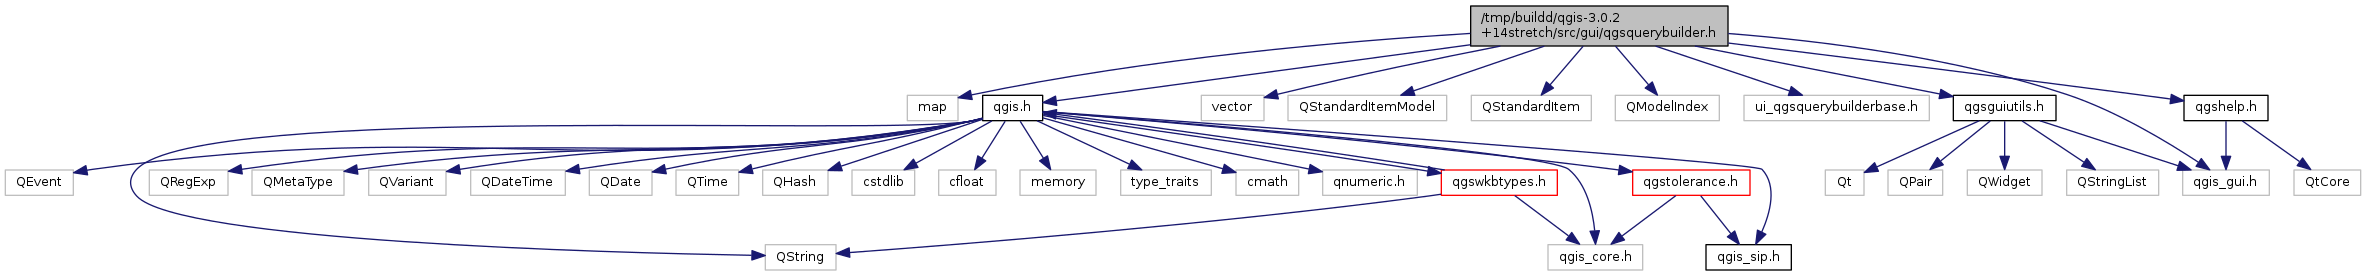 /tmp/buildd/qgis-3.0.2
+14stretch/src/gui/qgsquerybuilder.h
map
qgis.h
vector
QStandardItemModel
QStandardItem
QModelIndex
ui_qgsquerybuilderbase.h
qgsguiutils.h
qgshelp.h
QEvent
QRegExp
QMetaType
QVariant
QDateTime
QDate
QTime
QHash
cstdlib
cfloat
memory
type_traits
cmath
qnumeric.h
qgswkbtypes.h
qgstolerance.h
Qt
QPair
QWidget
QStringList
qgis_gui.h
QtCore
QString
qgis_core.h
qgis_sip.h